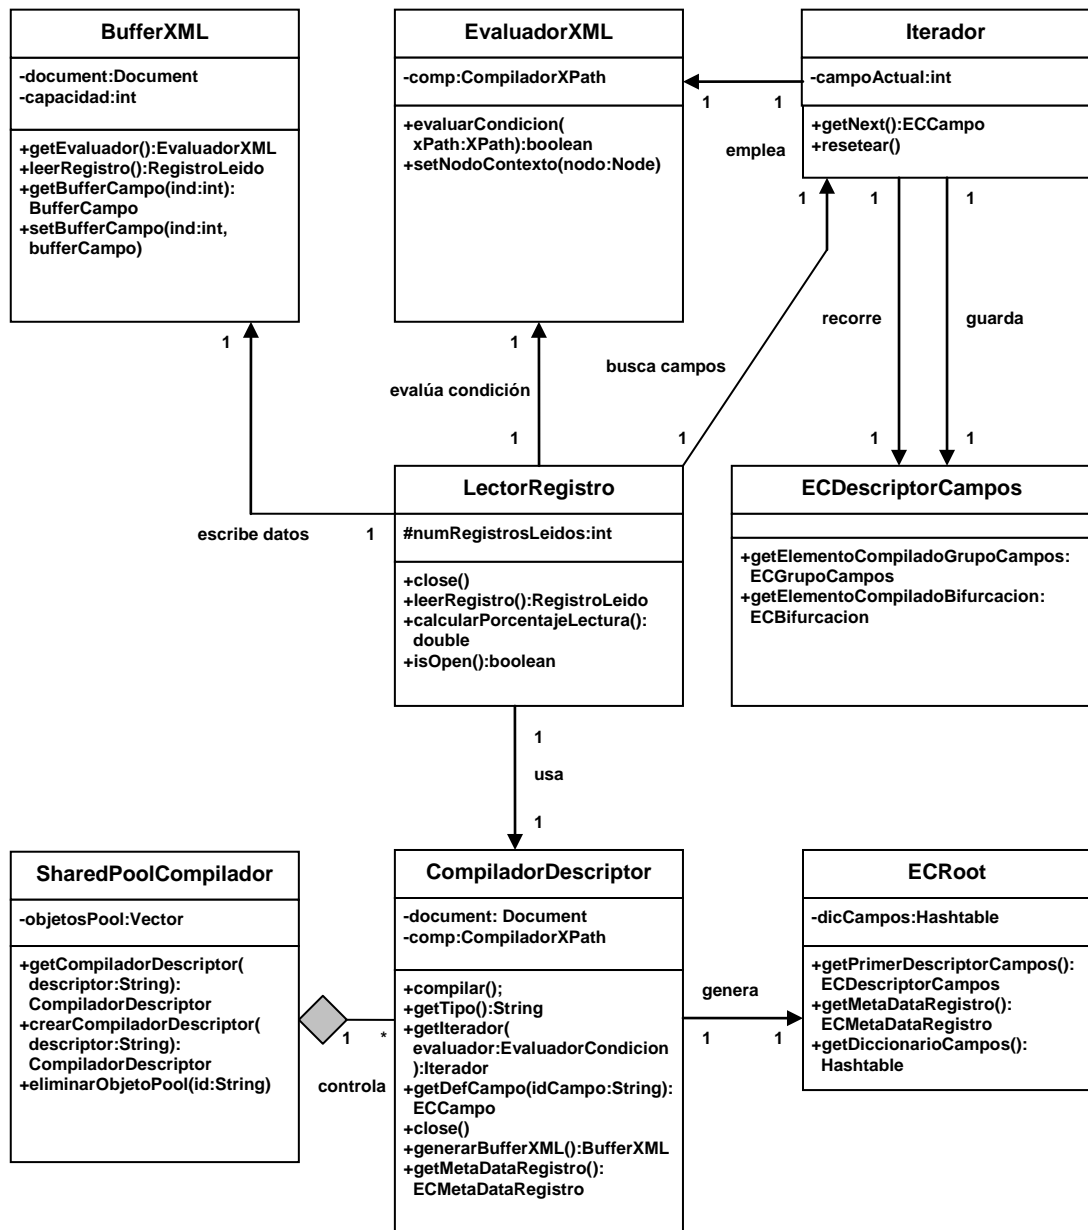 BufferXML
-document:Document
-capacidad:int
+getEvaluador():EvaluadorXML
+leerRegistro():RegistroLeido
+getBufferCampo(ind:int):
BufferCampo
+setBufferCampo(ind:int,
bufferCampo)
EvaluadorXML
-comp:CompiladorXPath
+evaluarCondicion(
xPath:XPath):boolean
+setNodoContexto(nodo:Node)
Iterador
-campoActual:int
+getNext():ECCampo
+resetear()
1
1
emplea
1
1
1
1
1
recorre
guarda
busca campos
evalúa condición
1
1
1
1
LectorRegistro
#numRegistrosLeidos:int
+close()
+leerRegistro():RegistroLeido
+calcularPorcentajeLectura():
double
+isOpen():boolean
ECDescriptorCampos
+getElementoCompiladoGrupoCampos:
ECGrupoCampos
+getElementoCompiladoBifurcacion:
ECBifurcacion
escribe datos
1
1
usa
1
SharedPoolCompilador
-objetosPool:Vector
+getCompiladorDescriptor(
descriptor:String):
CompiladorDescriptor
+crearCompiladorDescriptor(
descriptor:String):
CompiladorDescriptor
+eliminarObjetoPool(id:String)
1
*
controla
CompiladorDescriptor
-document: Document
-comp:CompiladorXPath
+compilar();
+getTipo():String
+getIterador(
evaluador:EvaluadorCondicion
):Iterador
+getDefCampo(idCampo:String):
ECCampo
+close()
+generarBufferXML():BufferXML
+getMetaDataRegistro():
ECMetaDataRegistro
genera
1
1
ECRoot
-dicCampos:Hashtable
+getPrimerDescriptorCampos():
ECDescriptorCampos
+getMetaDataRegistro():
ECMetaDataRegistro
+getDiccionarioCampos():
Hashtable